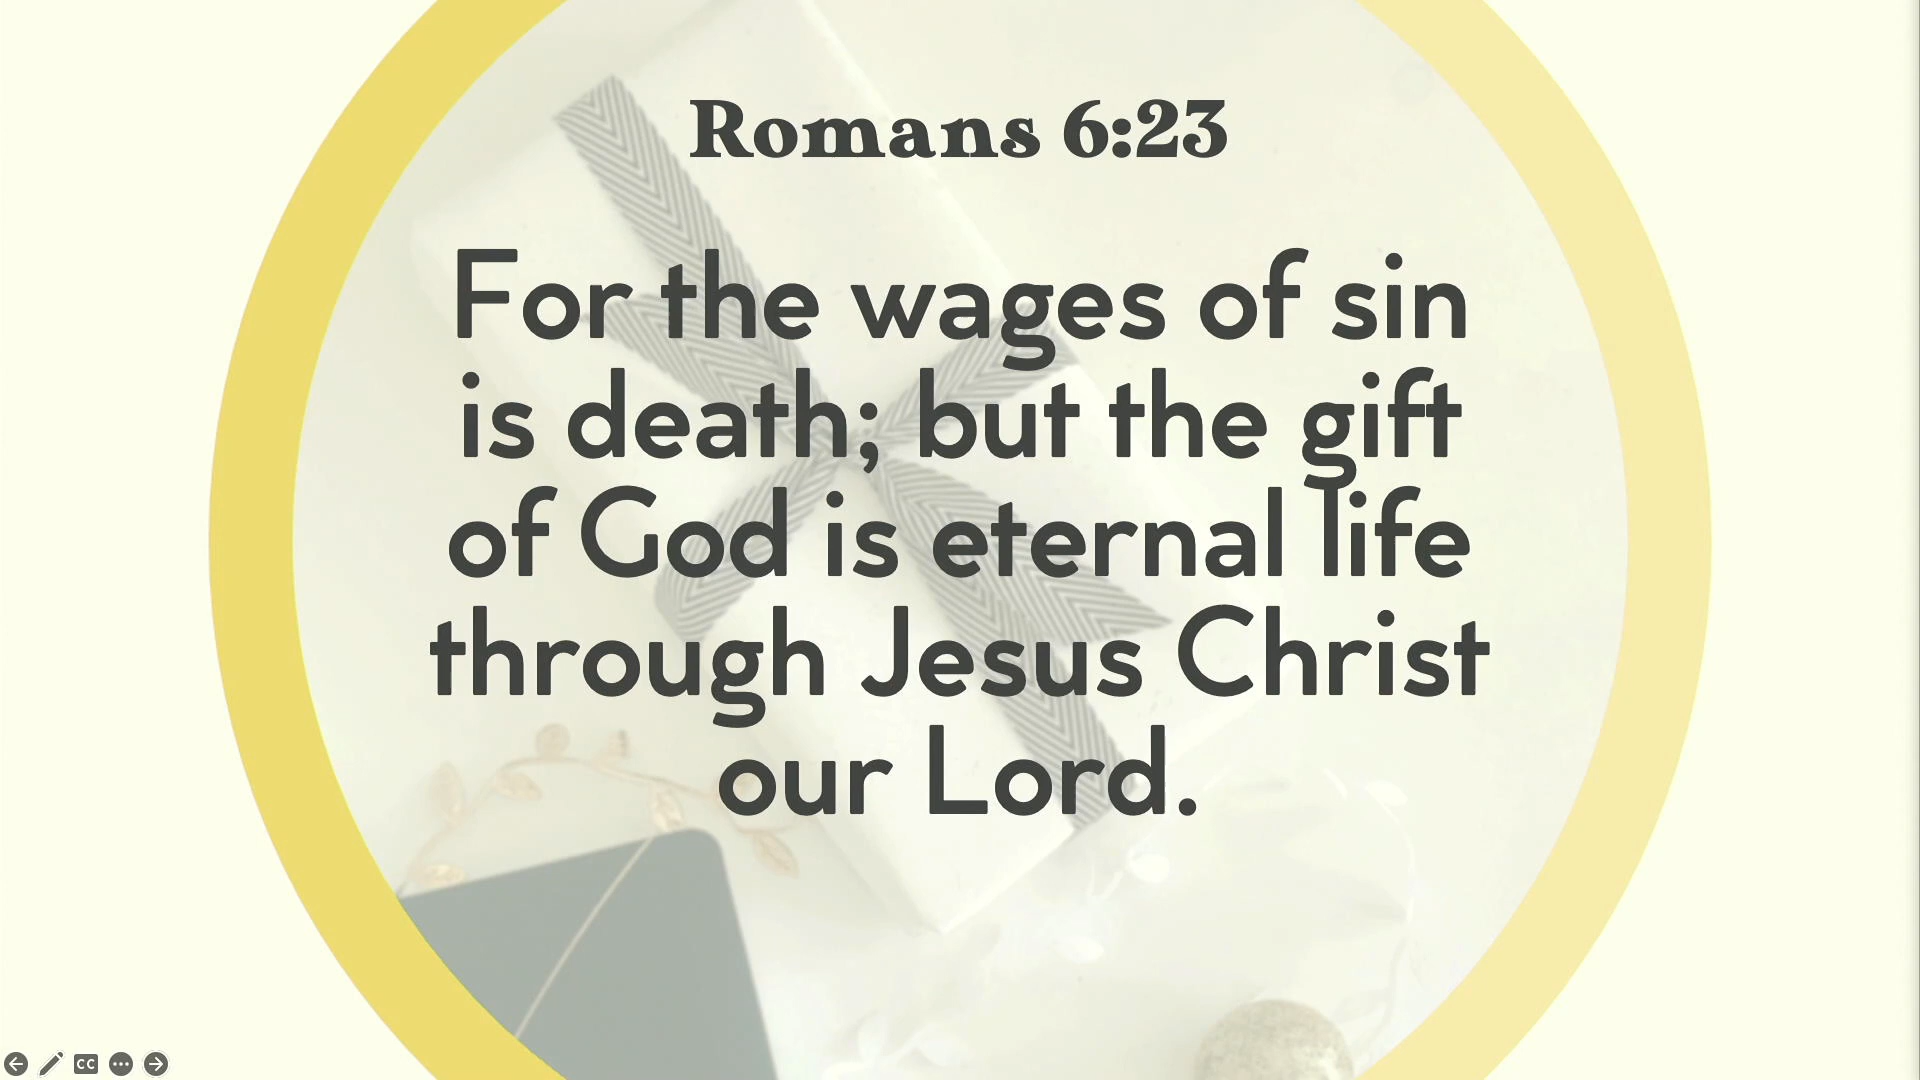 Romans 6:23
For the wages of sin
is death; but the gift
of God is eternal life
through Jesus Christ
our Lord.
CC